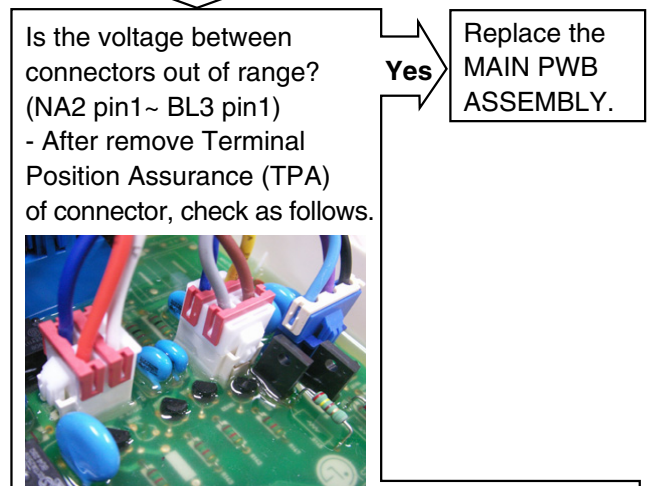 Is the voltage between
connectors out of range?
(NA2 pin1~ BL3 pin1)
- After remove Terminal
Position Assurance (TPA)
of connector, check as follows.
Yes
Replace the
MAIN PWB
ASSEMBLY.